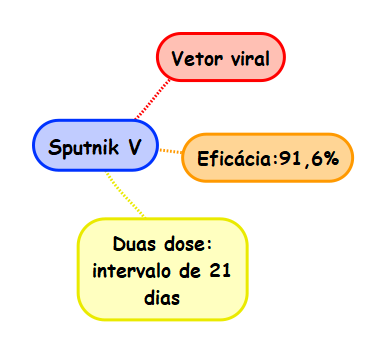 Vetor viral
Sputnik V
Eficácia:91,6%
Duas dose:
intervalo de 21
dias